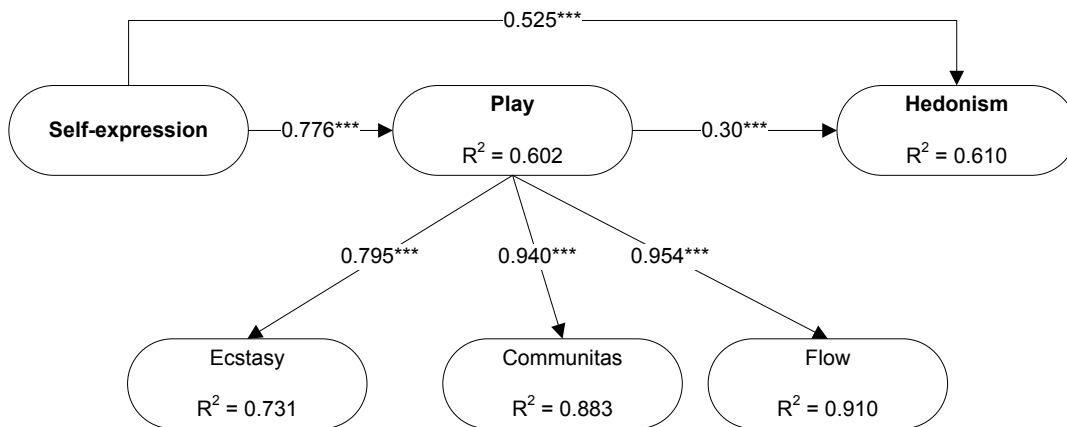 0.525***
Self-expression
0.776***
Play
R² = 0.602
0.30***
Hedonism
R² = 0.610
0.795***
0.940***
0.954***
Ecstasy
R² = 0.731
Communitas
R² = 0.883
Flow
R² = 0.910